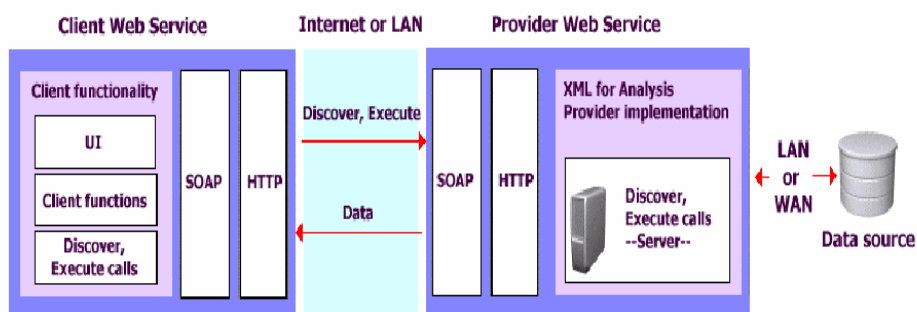 Client Web Service
Internet or LAN
Provider Web Service
Client functionality
UI
Client functions
Discover,
Execute calls
SOAP
HTTP
Discover, Execute
Data
SOAP
HTTP
XML for Analysis
Provider implementation
Discover,
Execute calls
--Server--
LAN
or
WAN
Data source